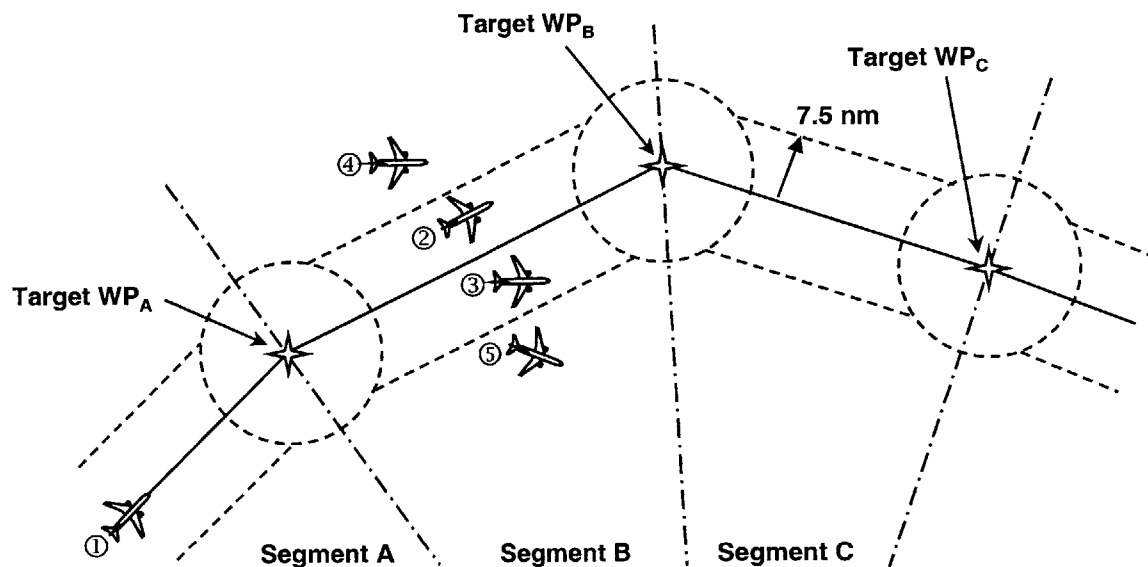 Target WP_B
Target WP_C
7.5 nm
④
②
③
Target WP_A
⑤
①
Segment A
Segment B
Segment C